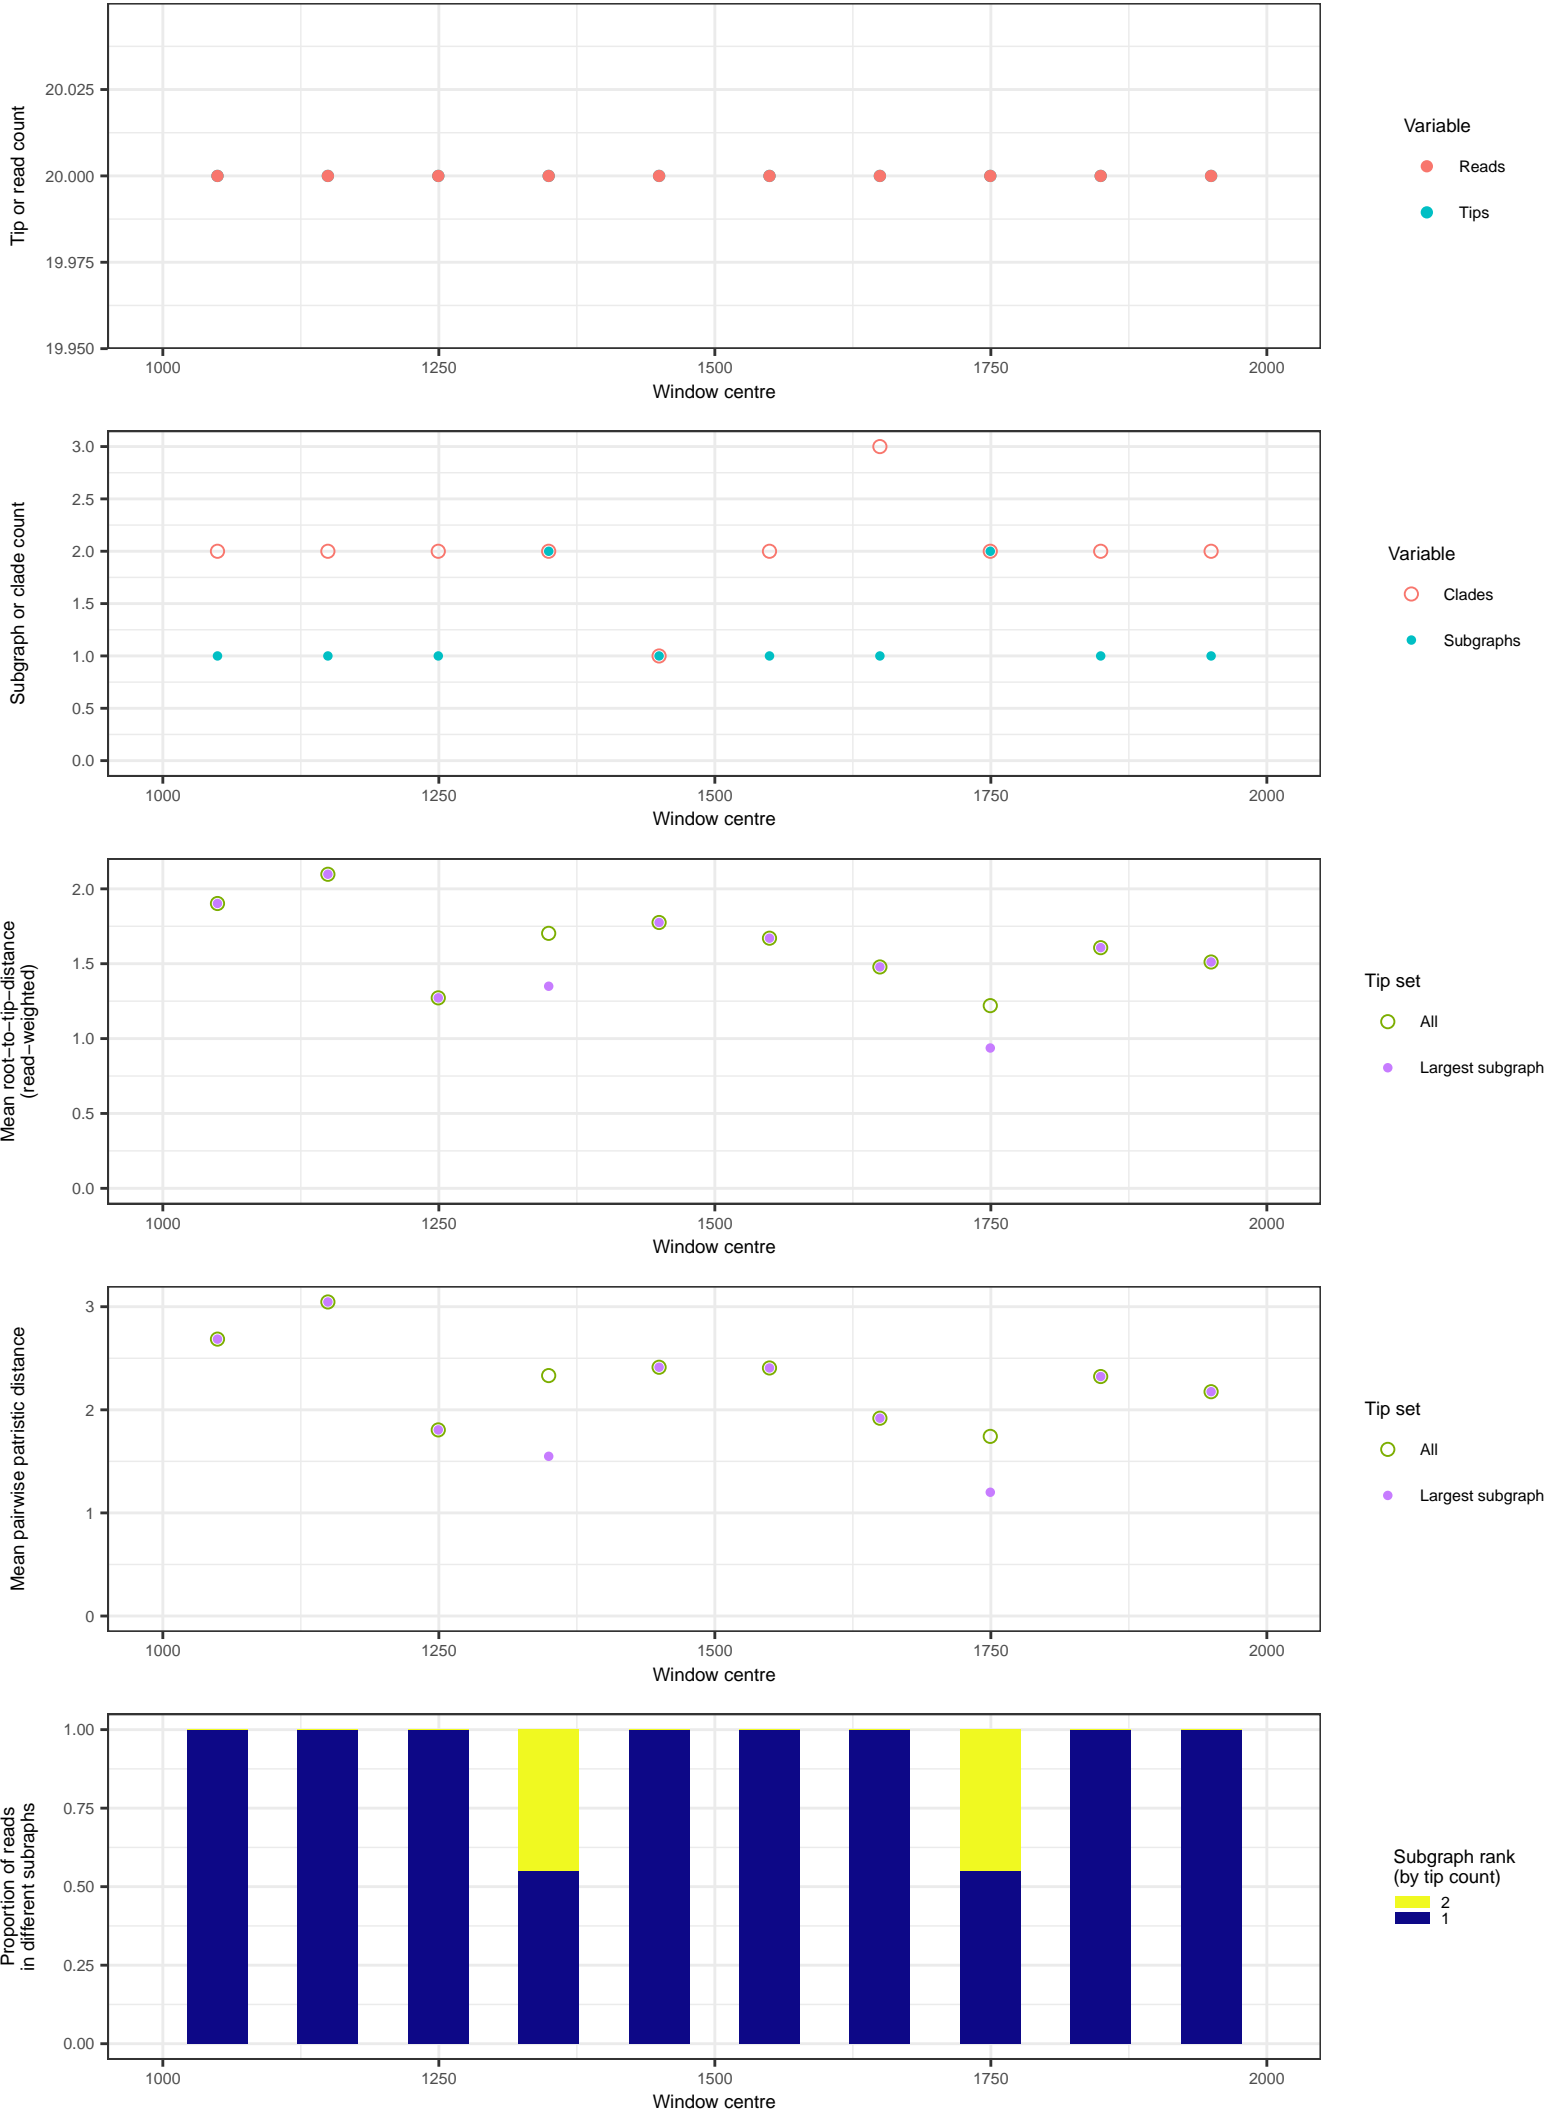 Tip or read count
20.025
20.000
19.975
19.950
1000 1250 1500 1750 2000
Window centre
Variable
Reads
Tips
Subgraph or clade count
3.0
2.5
2.0
1.5
1.0
0.5
0.0
1000 1250 1500 1750 2000
Window centre
Variable
Clades
Subgraphs
Mean root−to−tip−distance
(read−weighted)
2.0
1.5
1.0
0.5
0.0
1000 1250 1500 1750 2000
Window centre
Tip set
All
Largest subgraph
Mean pairwise patristic distance
3
2
1
0
1000 1250 1500 1750 2000
Window centre
Tip set
All
Largest subgraph
Proportion of reads
in different subraphs
1.00
0.75
0.50
0.25
0.00
1000 1250 1500 1750 2000
Window centre
Subgraph rank
(by tip count)
2
1